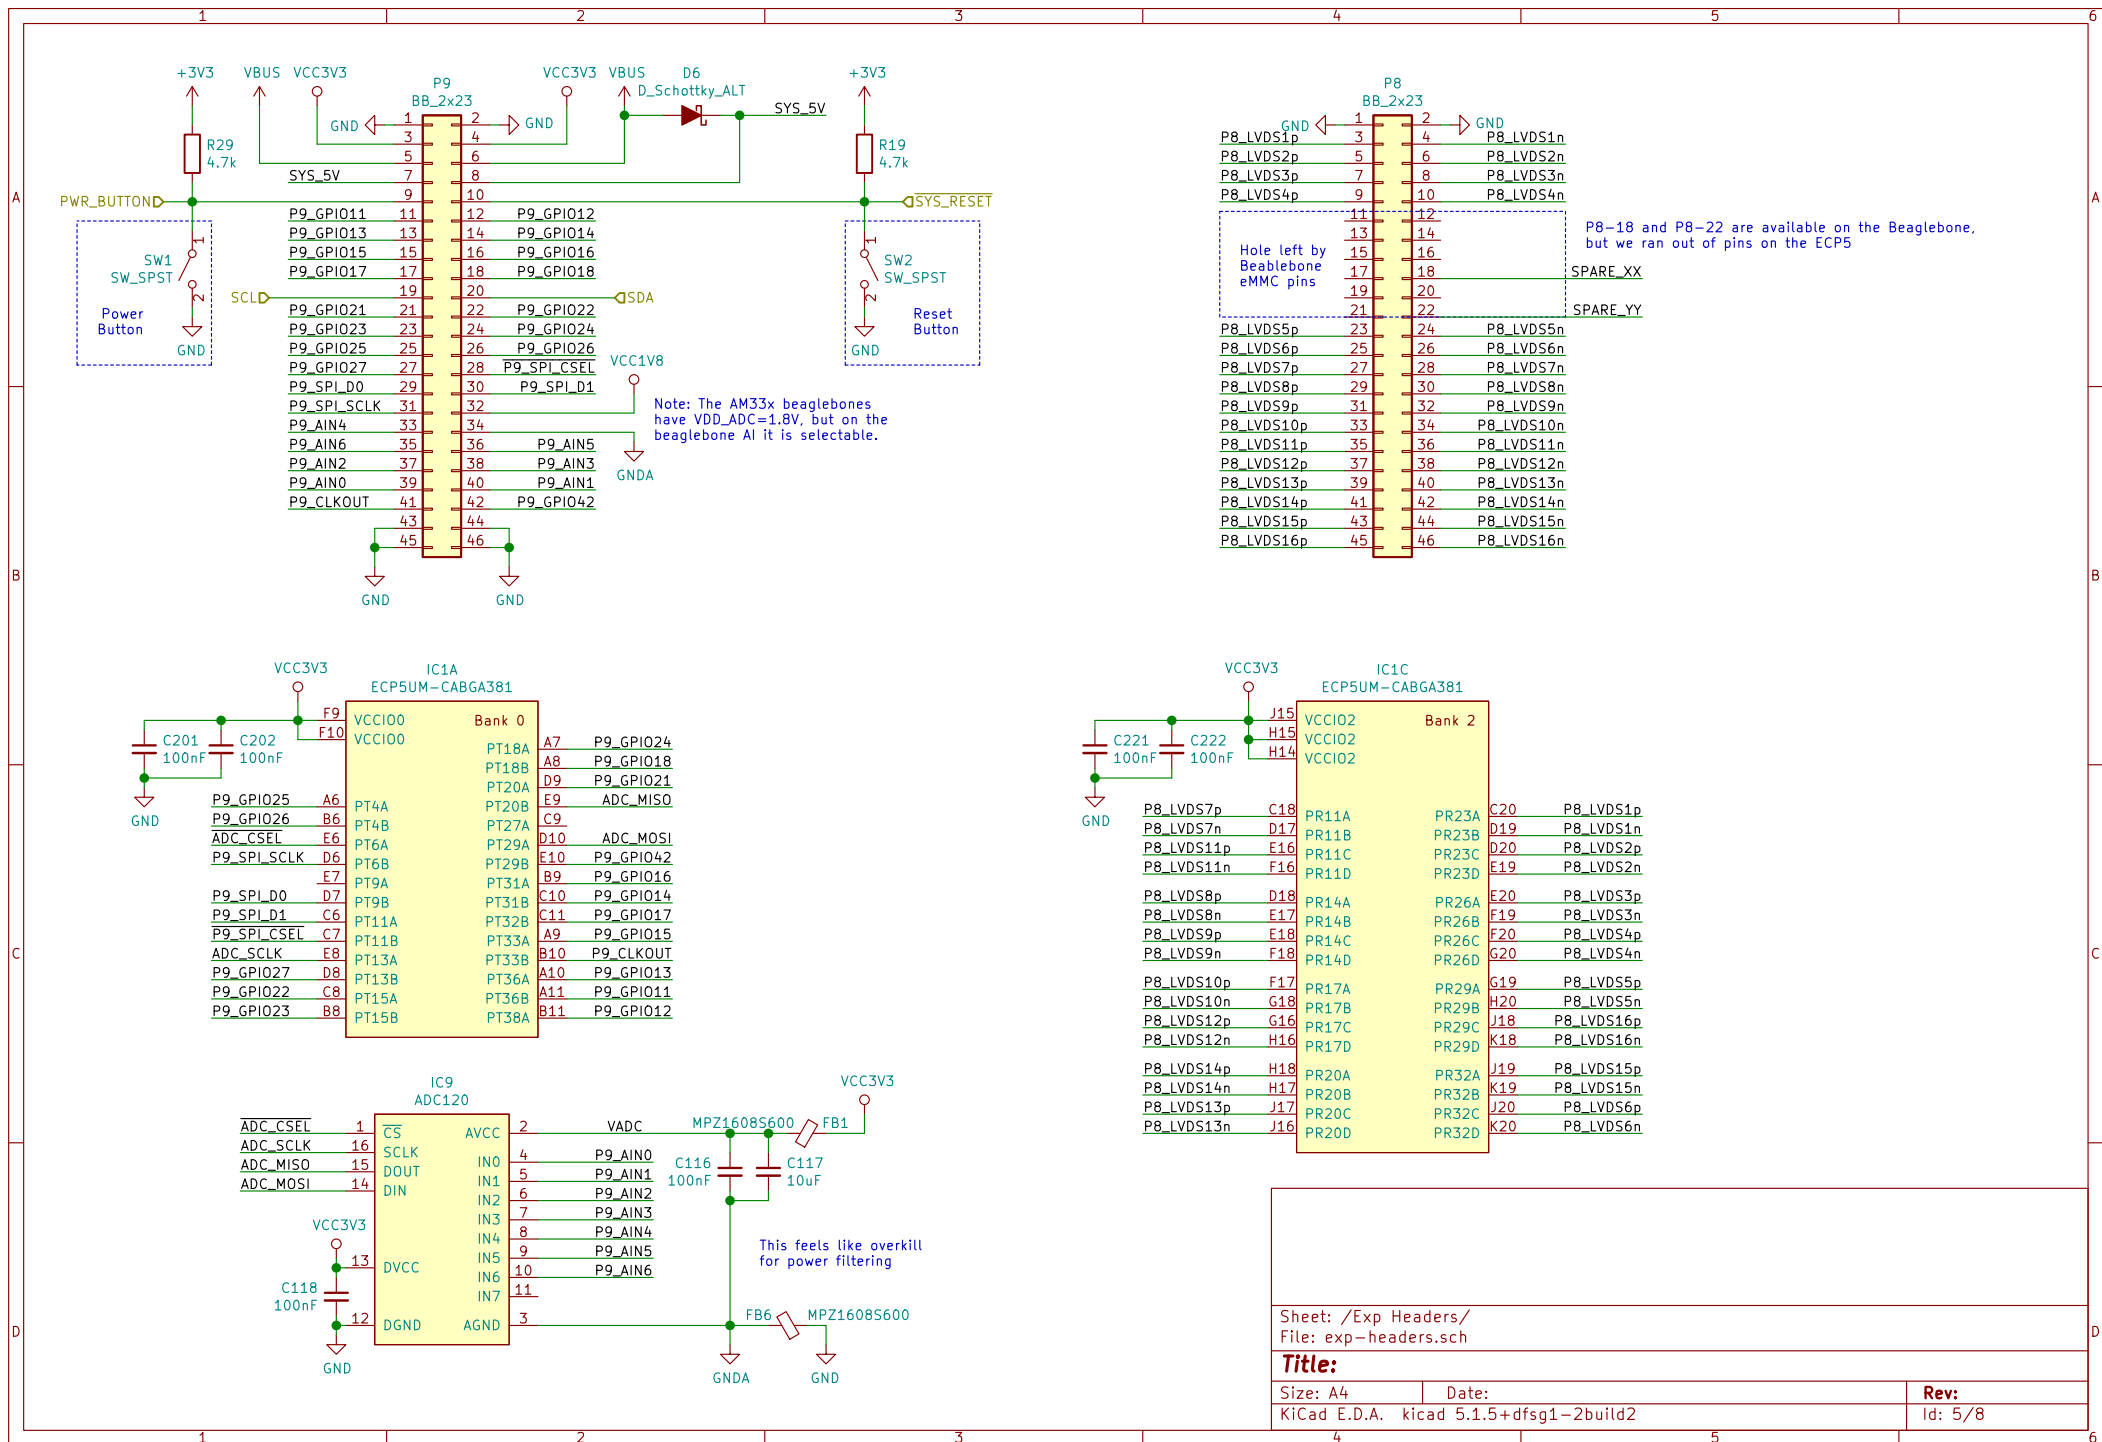 1 2 3 4 5 6
A
B
C
D
+3V3
VBUS
VCC3V3
P9
BB_2x23
VCC3V3
VBUS
D6
D_Schottky_ALT
SYS_5V
+3V3
R29
4.7k
R19
4.7k
GND 1 2 GND
3 4
5 6
SYS_5V 7 8
PWR_BUTTON 9 10 SYS_RESET
P9_GPIO11 11 12 P9_GPIO12
P9_GPIO13 13 14 P9_GPIO14
P9_GPIO15 15 16 P9_GPIO16
P9_GPIO17 17 18 P9_GPIO18
SCL 19 20 SDA
P9_GPIO21 21 22 P9_GPIO22
P9_GPIO23 23 24 P9_GPIO24
P9_GPIO25 25 26 P9_GPIO26
P9_GPIO27 27 28 P9_SPI_CSEL
P9_SPI_D0 29 30 P9_SPI_D1
P9_SPI_SCLK 31 32
P9_AIN4 33 34
P9_AIN6 35 36 P9_AIN5
P9_AIN2 37 38 P9_AIN3
P9_AIN0 39 40 P9_AIN1
P9_CLKOUT 41 42 P9_GPIO42
43 44
45 46
GND
GND
1
SW1
SW_SPST
2
Power
Button
GND
1
SW2
SW_SPST
2
Reset
Button
GND
VCC1V8
Note: The AM33x beaglebones
have VDD_ADC=1.8V, but on the
beaglebone AI it is selectable.
GNDA
P8
BB_2x23
GND 1 2 GND
P8_LVDS1p 3 4 P8_LVDS1n
P8_LVDS2p 5 6 P8_LVDS2n
P8_LVDS3p 7 8 P8_LVDS3n
P8_LVDS4p 9 10 P8_LVDS4n
11 12
13 14
15 16
17 18 SPARE_XX
19 20
21 22 SPARE_YY
P8_LVDS5p 23 24 P8_LVDS5n
P8_LVDS6p 25 26 P8_LVDS6n
P8_LVDS7p 27 28 P8_LVDS7n
P8_LVDS8p 29 30 P8_LVDS8n
P8_LVDS9p 31 32 P8_LVDS9n
P8_LVDS10p 33 34 P8_LVDS10n
P8_LVDS11p 35 36 P8_LVDS11n
P8_LVDS12p 37 38 P8_LVDS12n
P8_LVDS13p 39 40 P8_LVDS13n
P8_LVDS14p 41 42 P8_LVDS14n
P8_LVDS15p 43 44 P8_LVDS15n
P8_LVDS16p 45 46 P8_LVDS16n
Hole left by
Beablebone
eMMC pins
P8-18 and P8-22 are available on the Beaglebone,
but we ran out of pins on the ECP5
VCC3V3
IC1A
ECP5UM-CABGA381
Bank 0
F9 VCCIO0
F10 VCCIO0
C201
100nF
C202
100nF
GND
P9_GPIO25 A6 PT4A
P9_GPIO26 B6 PT4B
ADC_CSEL E6 PT6A
P9_SPI_SCLK D6 PT6B
E7 PT9A
P9_SPI_D0 D7 PT9B
P9_SPI_D1 C6 PT11A
P9_SPI_CSEL C7 PT11B
ADC_SCLK E8 PT13A
P9_GPIO27 D8 PT13B
P9_GPIO22 C8 PT15A
P9_GPIO23 B8 PT15B
PT18A A7 P9_GPIO24
PT18B A8 P9_GPIO18
PT20A D9 P9_GPIO21
PT20B E9 ADC_MISO
PT27A C9
PT29A D10 ADC_MOSI
PT29B E10 P9_GPIO42
PT31A B9 P9_GPIO16
PT31B C10 P9_GPIO14
PT32B C11 P9_GPIO17
PT33A A9 P9_GPIO15
PT33B B10 P9_CLKOUT
PT36A A10 P9_GPIO13
PT36B A11 P9_GPIO11
PT38A B11 P9_GPIO12
VCC3V3
IC1C
ECP5UM-CABGA381
Bank 2
J15 VCCIO2
H15 VCCIO2
H14 VCCIO2
C221
100nF
C222
100nF
GND
P8_LVDS7p C18 PR11A
P8_LVDS7n D17 PR11B
P8_LVDS11p E16 PR11C
P8_LVDS11n F16 PR11D
P8_LVDS8p D18 PR14A
P8_LVDS8n E17 PR14B
P8_LVDS9p E18 PR14C
P8_LVDS9n F18 PR14D
P8_LVDS10p F17 PR17A
P8_LVDS10n G18 PR17B
P8_LVDS12p G16 PR17C
P8_LVDS12n H16 PR17D
P8_LVDS14p H18 PR20A
P8_LVDS14n H17 PR20B
P8_LVDS13p J17 PR20C
P8_LVDS13n J16 PR20D
PR23A C20 P8_LVDS1p
PR23B D19 P8_LVDS1n
PR23C D20 P8_LVDS2p
PR23D E19 P8_LVDS2n
PR26A E20 P8_LVDS3p
PR26B F19 P8_LVDS3n
PR26C F20 P8_LVDS4p
PR26D G20 P8_LVDS4n
PR29A G19 P8_LVDS5p
PR29B H20 P8_LVDS5n
PR29C J18 P8_LVDS16p
PR29D K18 P8_LVDS16n
PR32A J19 P8_LVDS15p
PR32B K19 P8_LVDS15n
PR32C J20 P8_LVDS6p
PR32D K20 P8_LVDS6n
IC9
ADC120
ADC_CSEL 1 CS
ADC_SCLK 16 SCLK
ADC_MISO 15 DOUT
ADC_MOSI 14 DIN
VCC3V3
13 DVCC
C118
100nF
12 DGND
GND
AVCC 2 VADC
IN0 4 P9_AIN0
IN1 5 P9_AIN1
IN2 6 P9_AIN2
IN3 7 P9_AIN3
IN4 8 P9_AIN4
IN5 9 P9_AIN5
IN6 10 P9_AIN6
IN7 11
AGND 3
VCC3V3
MPZ1608S600 FB1
C116
100nF
C117
10uF
This feels like overkill
for power filtering
FB6 MPZ1608S600
GNDA
GND
Sheet: /Exp Headers/
File: exp-headers.sch
Title:
Size: A4 Date: Rev:
KiCad E.D.A. kicad 5.1.5+dfsg1-2build2 Id: 5/8
A
B
C
D
1 2 3 4 5 6